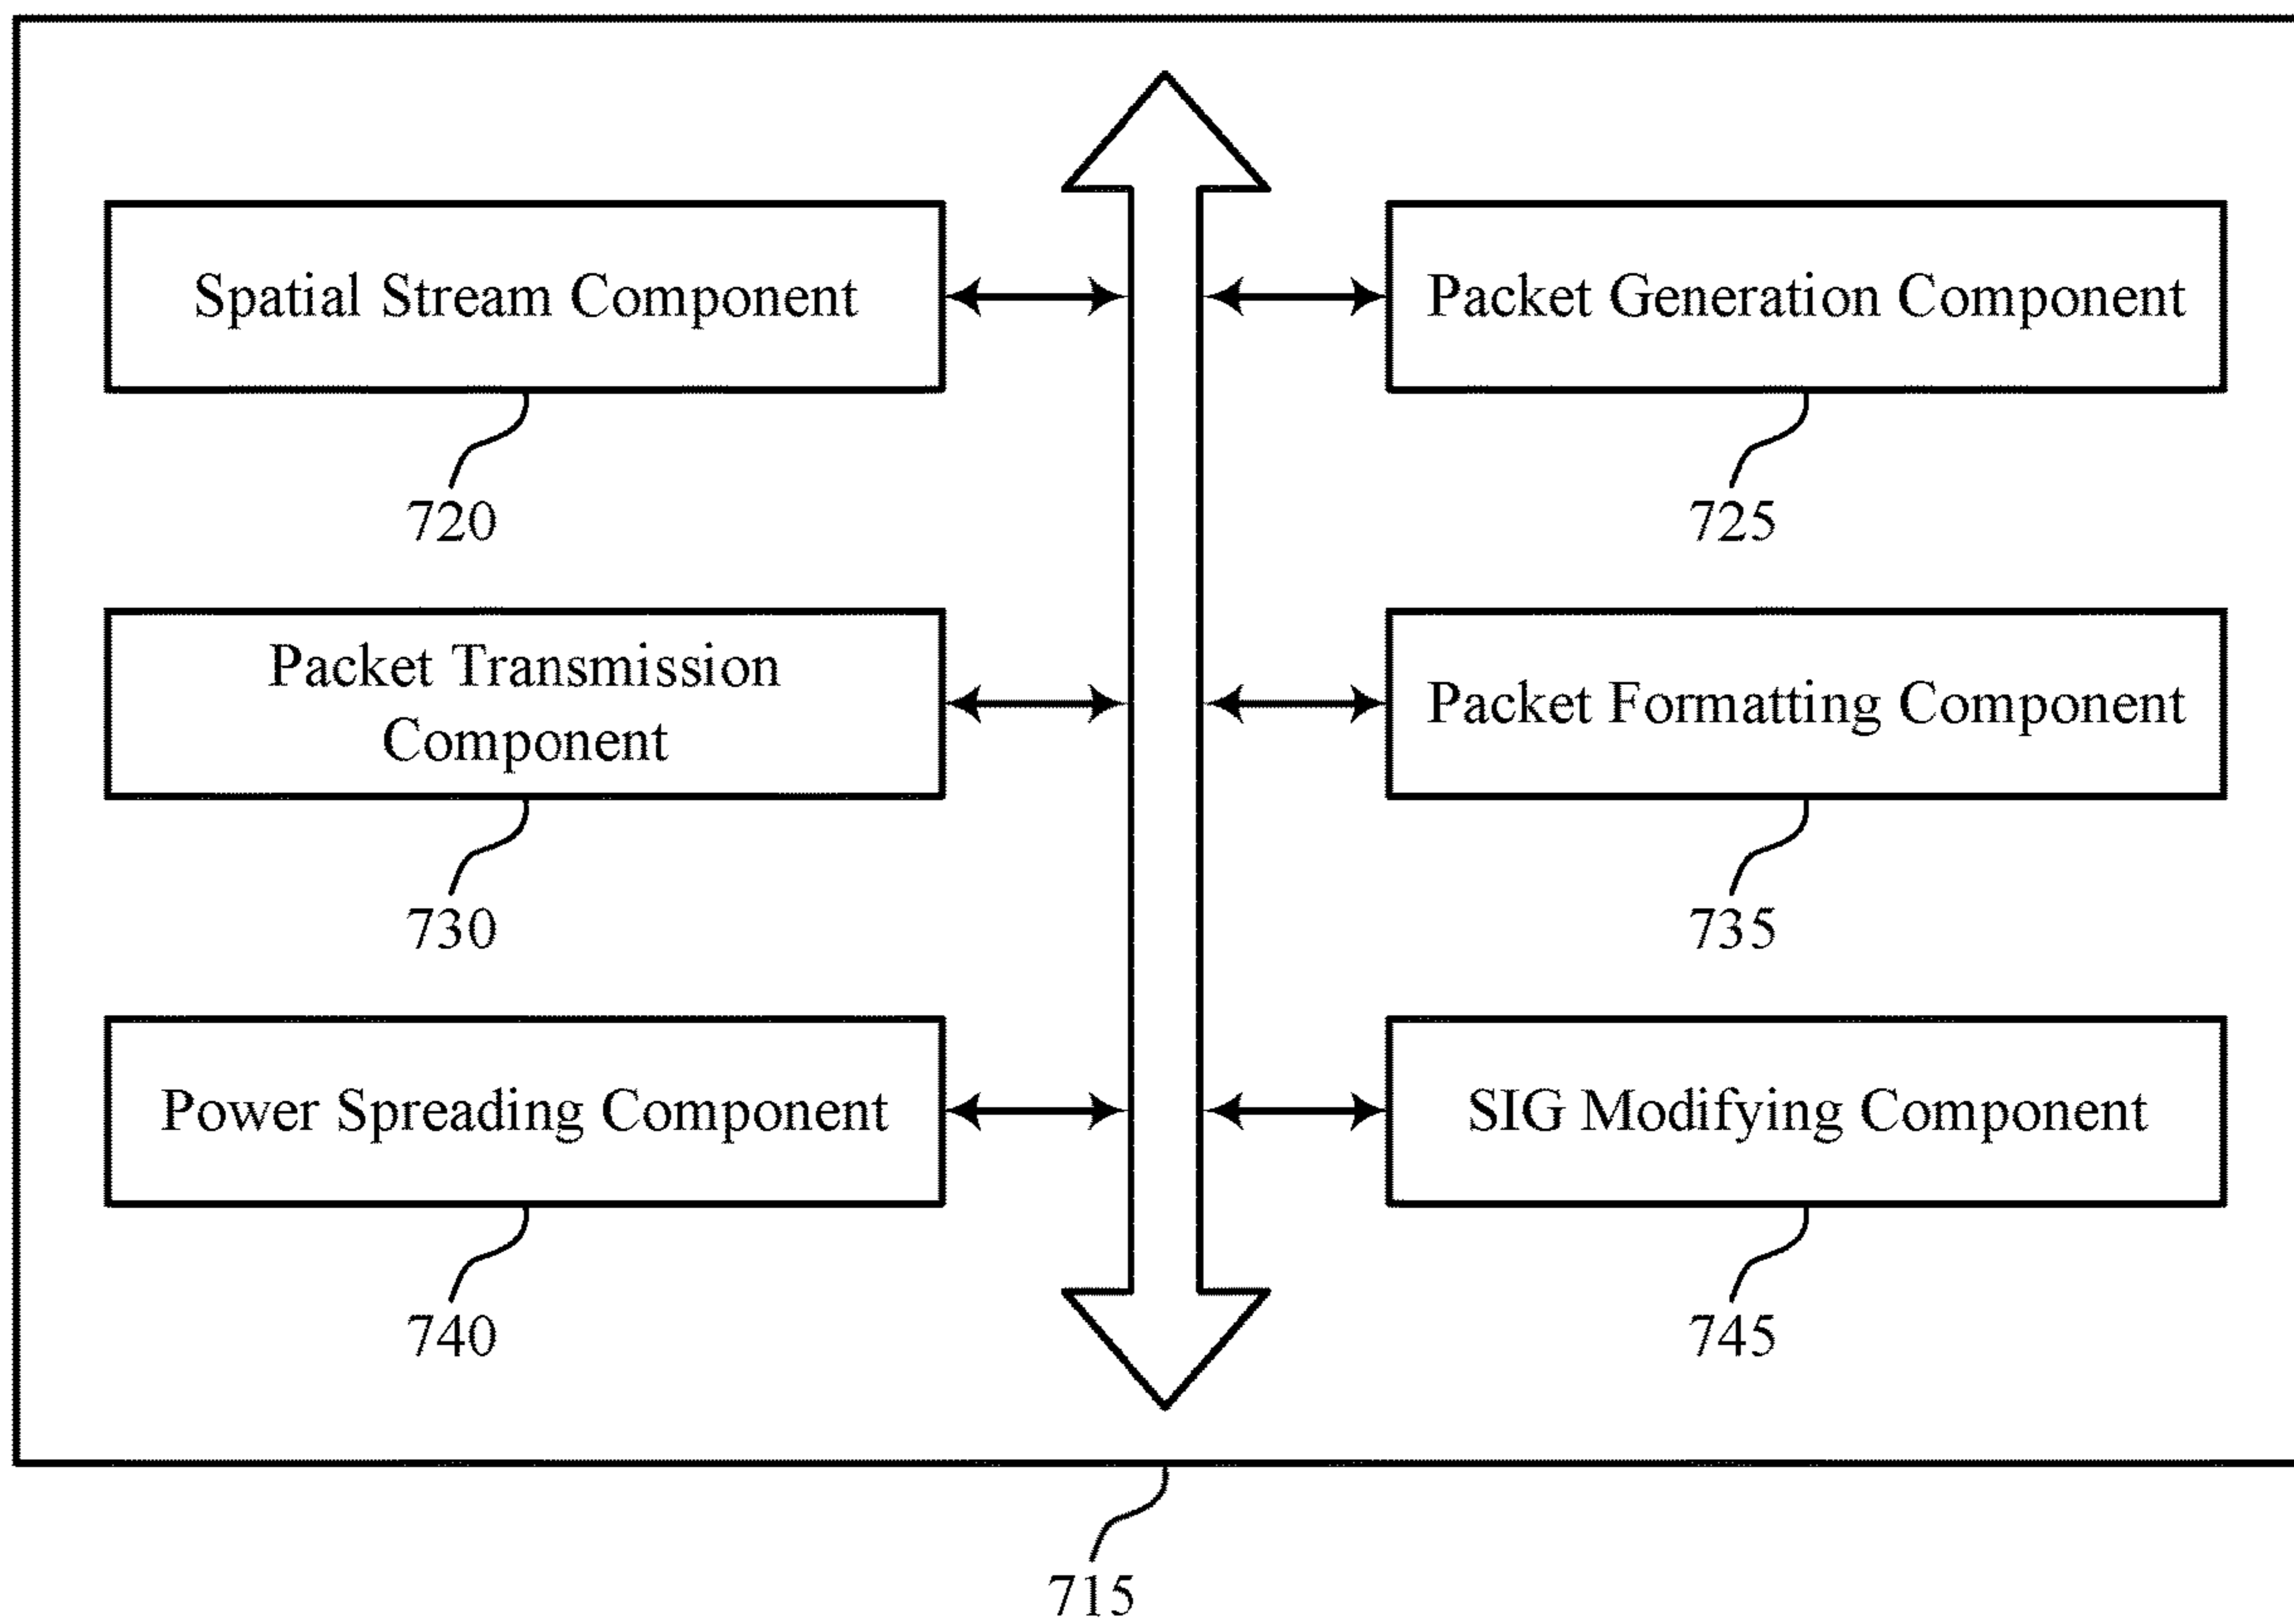 Spatial Stream Component
720
Packet Generation Component
725
Packet Transmission
Component
730
Packet Formatting Component
735
Power Spreading Component
740
SIG Modifying Component
745
715